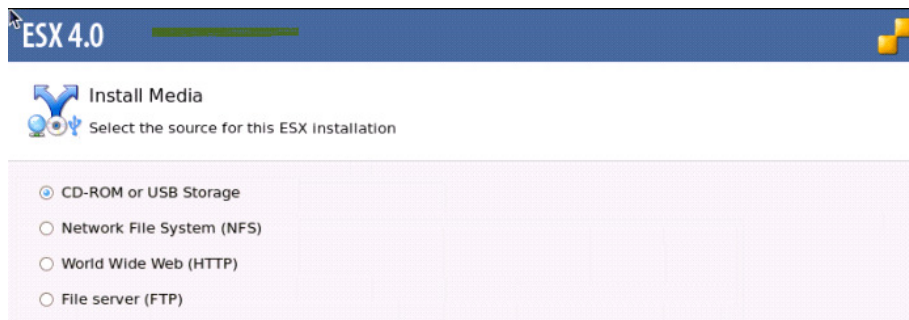 ESX 4.0
Install Media
Select the source for this ESX installation
CD-ROM or USB Storage
Network File System (NFS)
World Wide Web (HTTP)
File server (FTP)